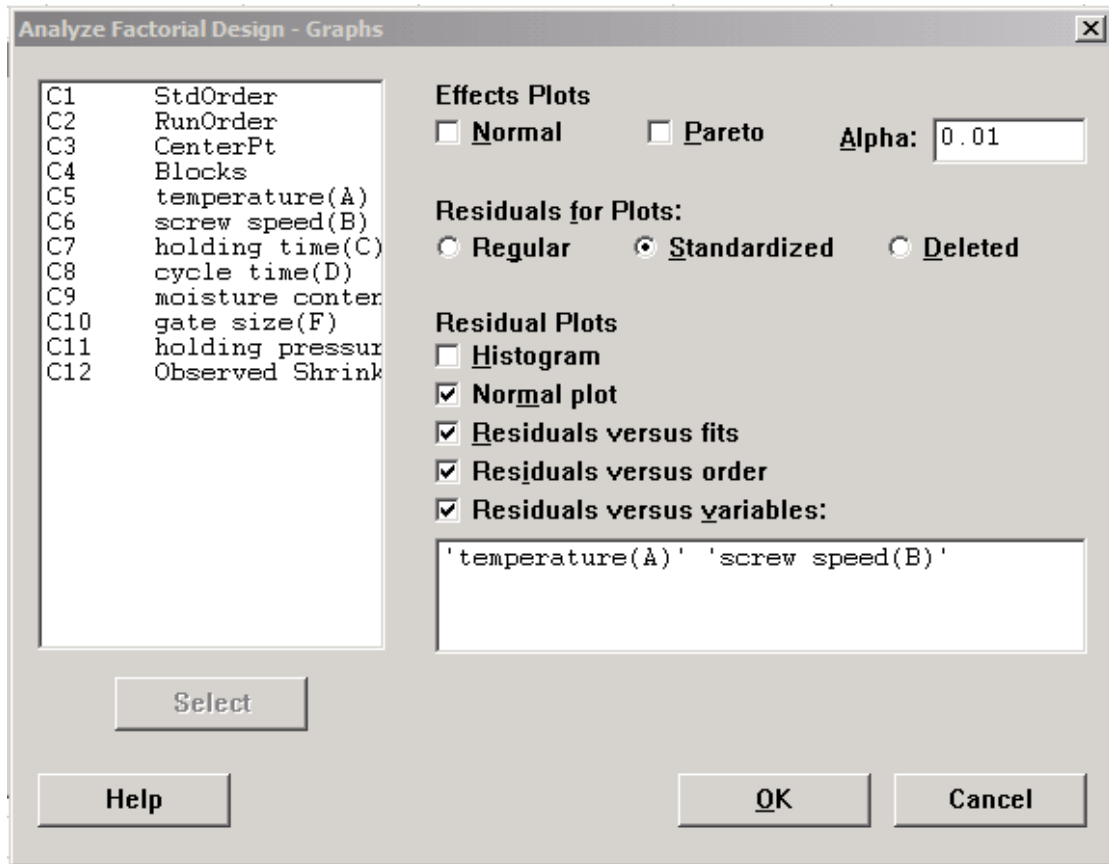 Analyze Factorial Design - Graphs
C1 StdOrder
C2 RunOrder
C3 CenterPt
C4 Blocks
C5 temperature(A)
C6 screw speed(B)
C7 holding time(C)
C8 cycle time(D)
C9 moisture conten
C10 gate size(F)
C11 holding pressur
C12 Observed Shrink
Select
Effects Plots
Normal Pareto Alpha: 0.01
Residuals for Plots:
Regular Standardized Deleted
Residual Plots
Histogram
Normal plot
Residuals versus fits
Residuals versus order
Residuals versus variables:
'temperature(A)' 'screw speed(B)'
Help OK Cancel